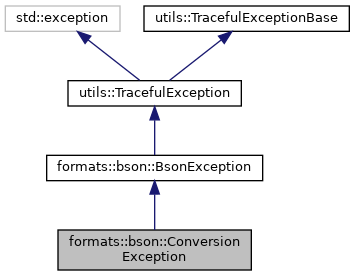 std::exception
utils::TracefulExceptionBase
utils::TracefulException
formats::bson::BsonException
formats::bson::Conversion
Exception